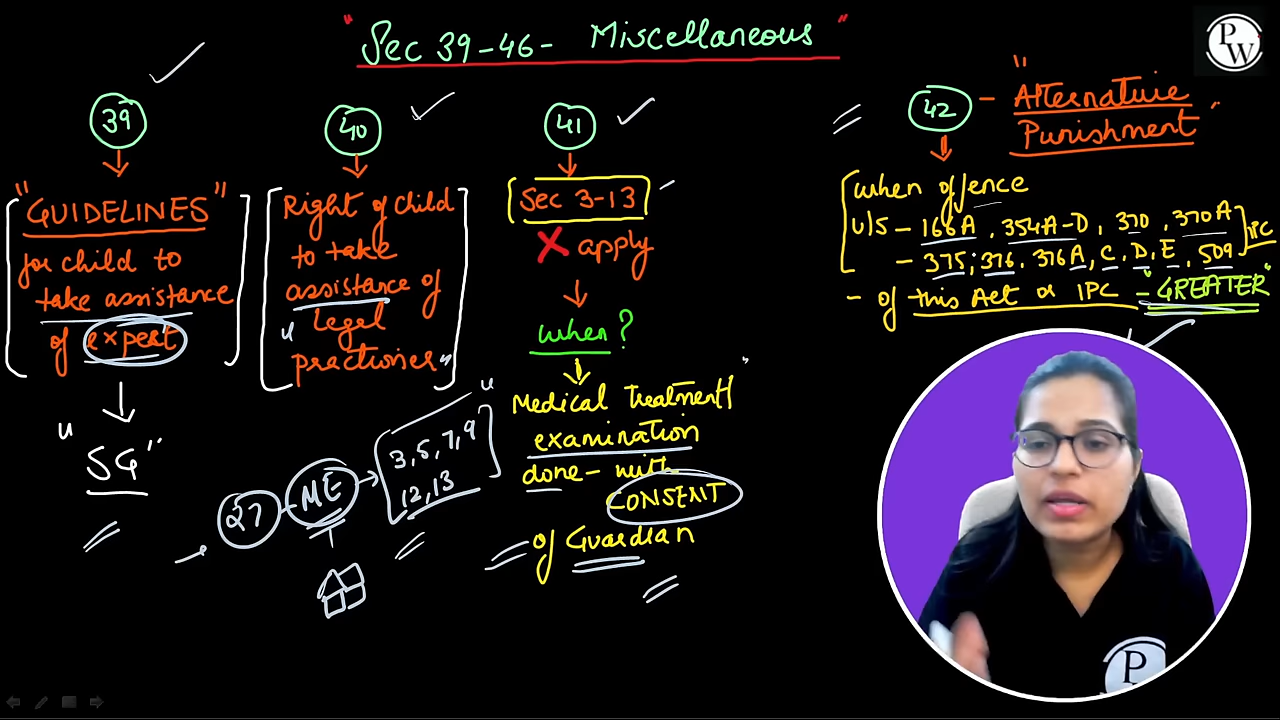 " Sec 39-46- Miscellaneous "
PW
39
" GUIDELINES "
for child to
take assistance
of expert
" SG "
40
Right of child
to take
assistance of
" legal
practioner "
27 - ME → 3,5,7,9
12,13
41
Sec 3-13
X apply
when?
Medical Treatment/
examination
done - with
CONSENT
of Guardian
42 - " Alternative
Punishment "
when offence
u/s - 166A, 354A-D, 370, 370A
- 375, 376, 376A, C, D, E, 509 IPC
- of this Act or IPC - "GREATER"
P